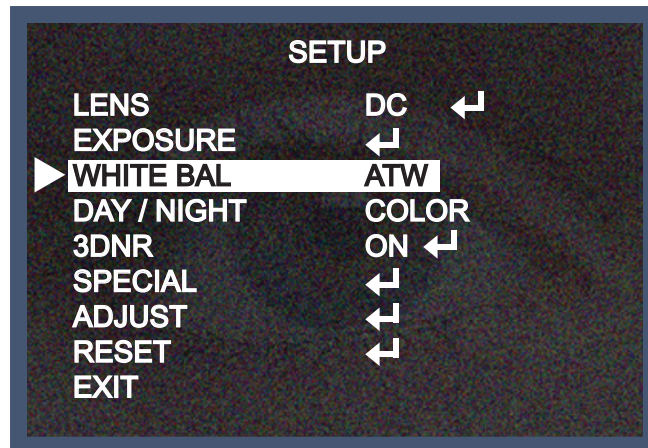 SETUP
LENS DC ↵
EXPOSURE ↵
WHITE BAL ATW
DAY / NIGHT COLOR
3DNR ON ↵
SPECIAL ↵
ADJUST ↵
RESET ↵
EXIT